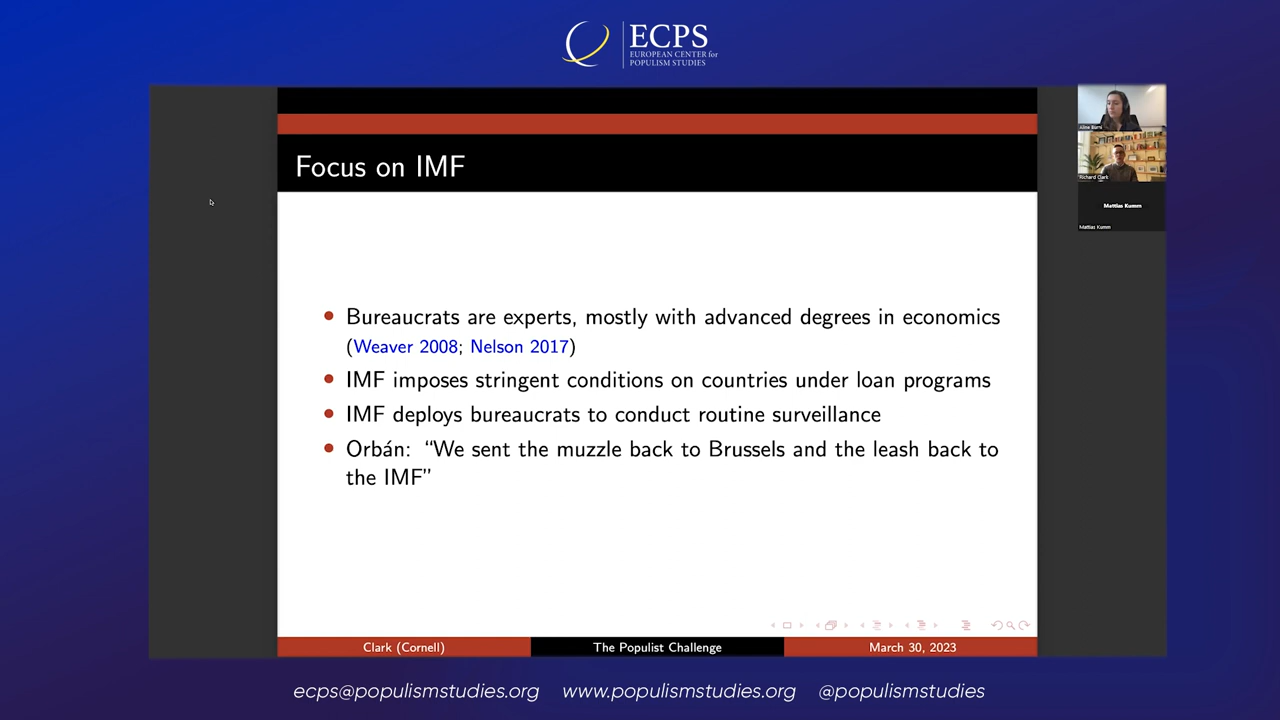 ECPS
EUROPEAN CENTER for
POPULISM STUDIES
Focus on IMF
Aline Burni
Richard Clark
Mattias Kumm
Mattias Kumm
Bureaucrats are experts, mostly with advanced degrees in economics
(Weaver 2008; Nelson 2017)
IMF imposes stringent conditions on countries under loan programs
IMF deploys bureaucrats to conduct routine surveillance
Orbán: “We sent the muzzle back to Brussels and the leash back to
the IMF”
Clark (Cornell)
The Populist Challenge
March 30, 2023
ecps@populismstudies.org
www.populismstudies.org
@populismstudies